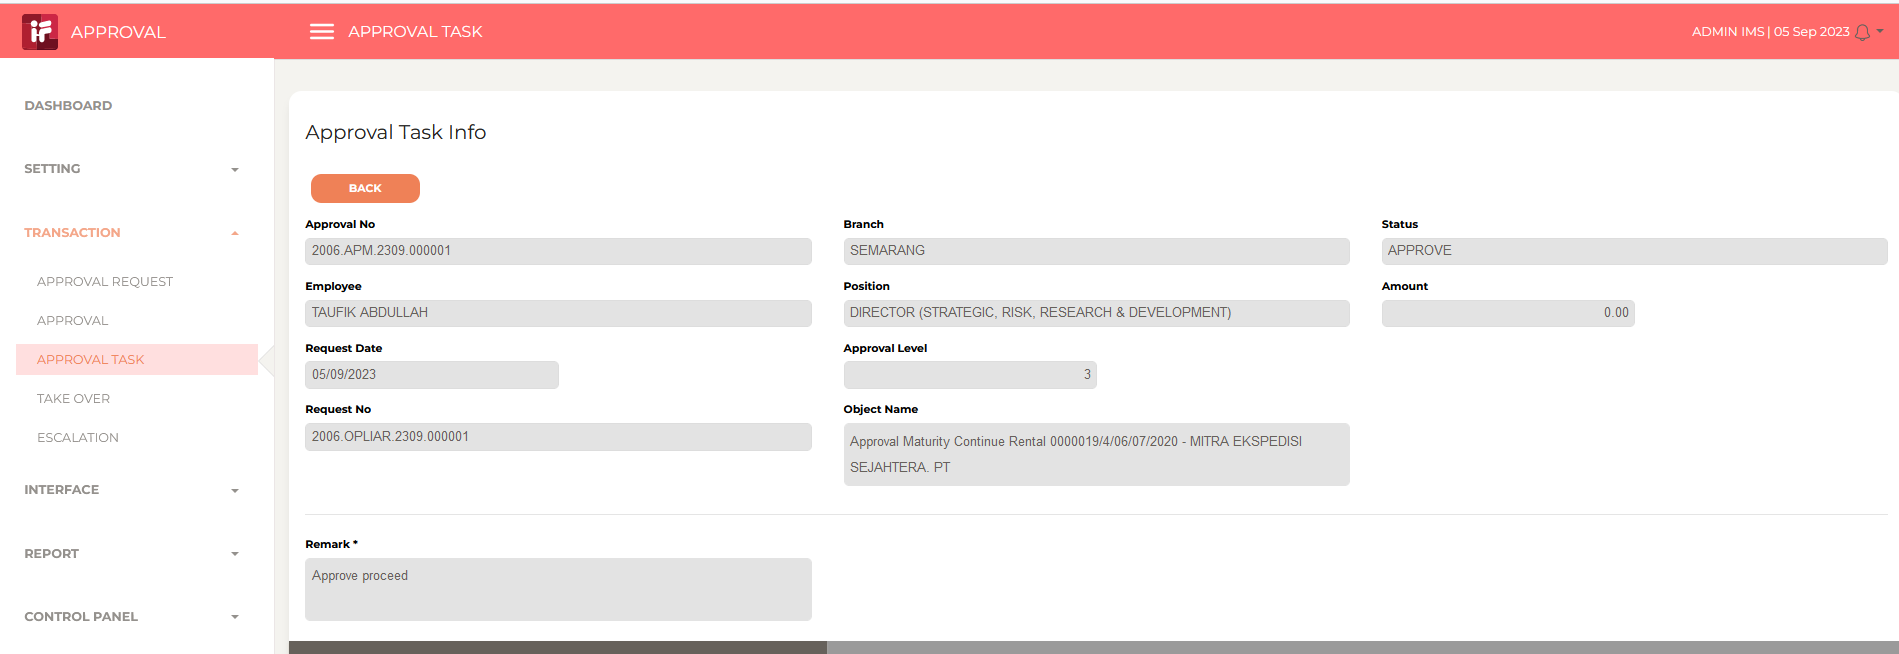 iF APPROVAL
APPROVAL TASK
ADMIN IMS | 05 Sep 2023
DASHBOARD
SETTING
TRANSACTION
APPROVAL REQUEST
APPROVAL
APPROVAL TASK
TAKE OVER
ESCALATION
INTERFACE
REPORT
CONTROL PANEL
Approval Task Info
BACK
Approval No
2006.APM.2309.000001
Branch
SEMARANG
Status
APPROVE
Employee
TAUFIK ABDULLAH
Position
DIRECTOR (STRATEGIC, RISK, RESEARCH & DEVELOPMENT)
Amount
0.00
Request Date
05/09/2023
Approval Level
3
Request No
2006.OPLIAR.2309.000001
Object Name
Approval Maturity Continue Rental 0000019/4/06/07/2020 - MITRA EKSPEDISI
SEJAHTERA. PT
Remark *
Approve proceed